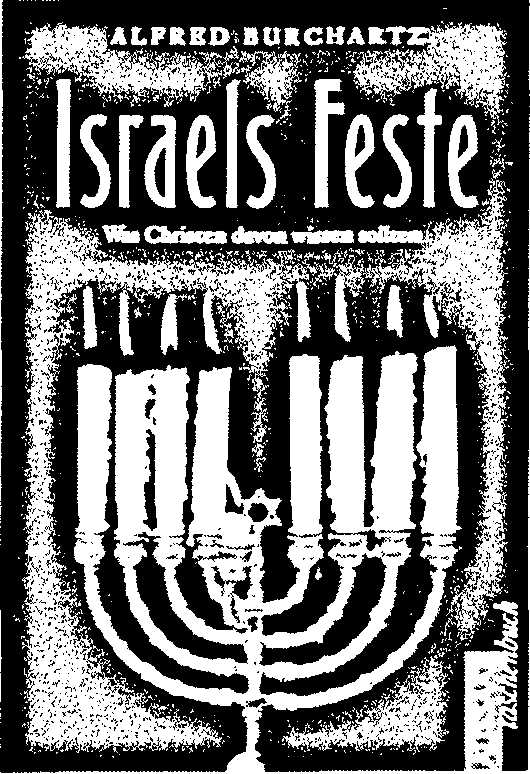 ALFRED BURCHARTZ
Israels Feste
Was Christen davon wissen sollten
taschenbuch